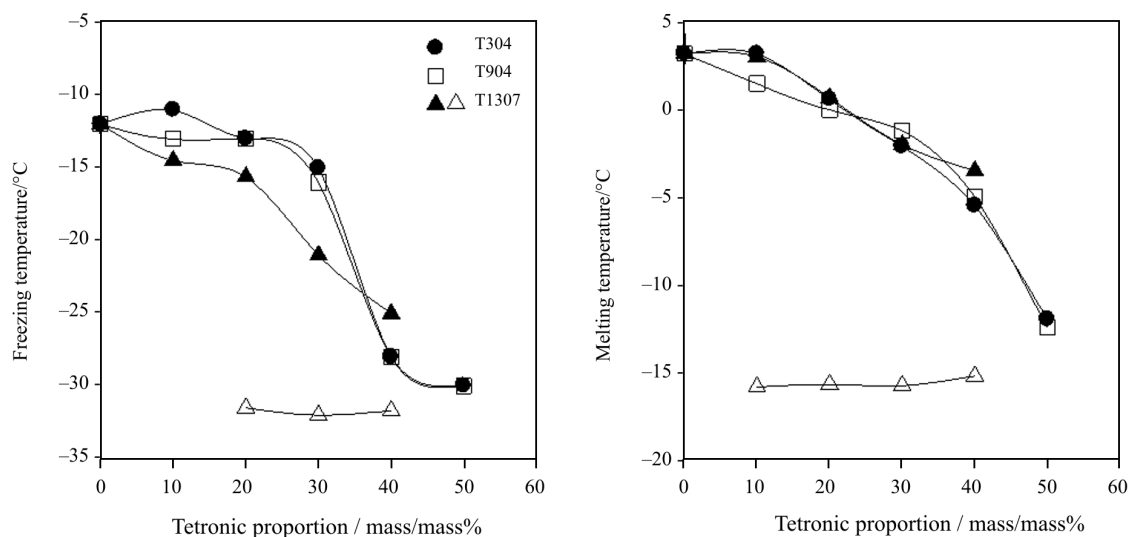 −5
−10
−15
−20
−25
−30
−35
Freezing temperature/°C
0 10 20 30 40 50 60
Tetronic proportion / mass/mass%
T304
T904
T1307
5
0
−5
−10
−15
−20
Melting temperature/°C
0 10 20 30 40 50 60
Tetronic proportion / mass/mass%